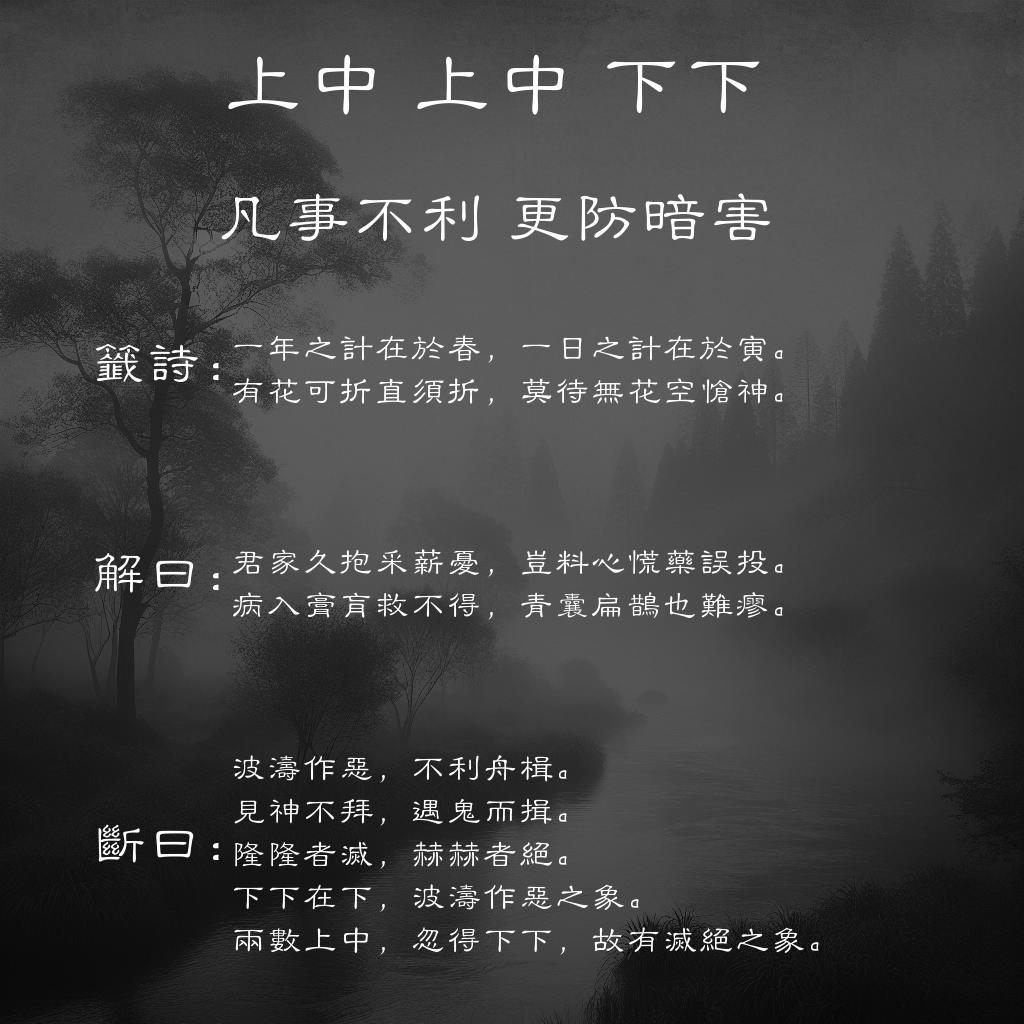 上中 上中 下下
凡事不利 更防暗害
籤詩：
一年之計在於春，一日之計在於寅。
有花可折直須折，莫待無花空愴神。
解曰：
君家久抱采薪憂，豈料心慌藥誤投。
病入膏肓救不得，青囊扁鵲也難瘳。
斷曰：
波濤作惡，不利舟楫。
見神不拜，遇鬼而揖。
隆隆者滅，赫赫者絕。
下下在下，波濤作惡之象。
兩數上中，忽得下下，故有滅絕之象。